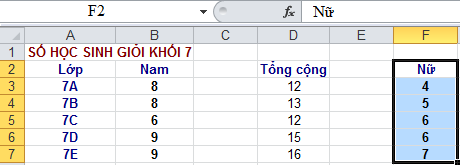 F2 fx Nữ
A B C D E F
1 SỐ HỌC SINH GIỎI KHỐI 7
2 Lớp Nam Tổng cộng Nữ
3 7A 8 12 4
4 7B 8 13 5
5 7C 6 12 6
6 7D 9 15 6
7 7E 9 16 7